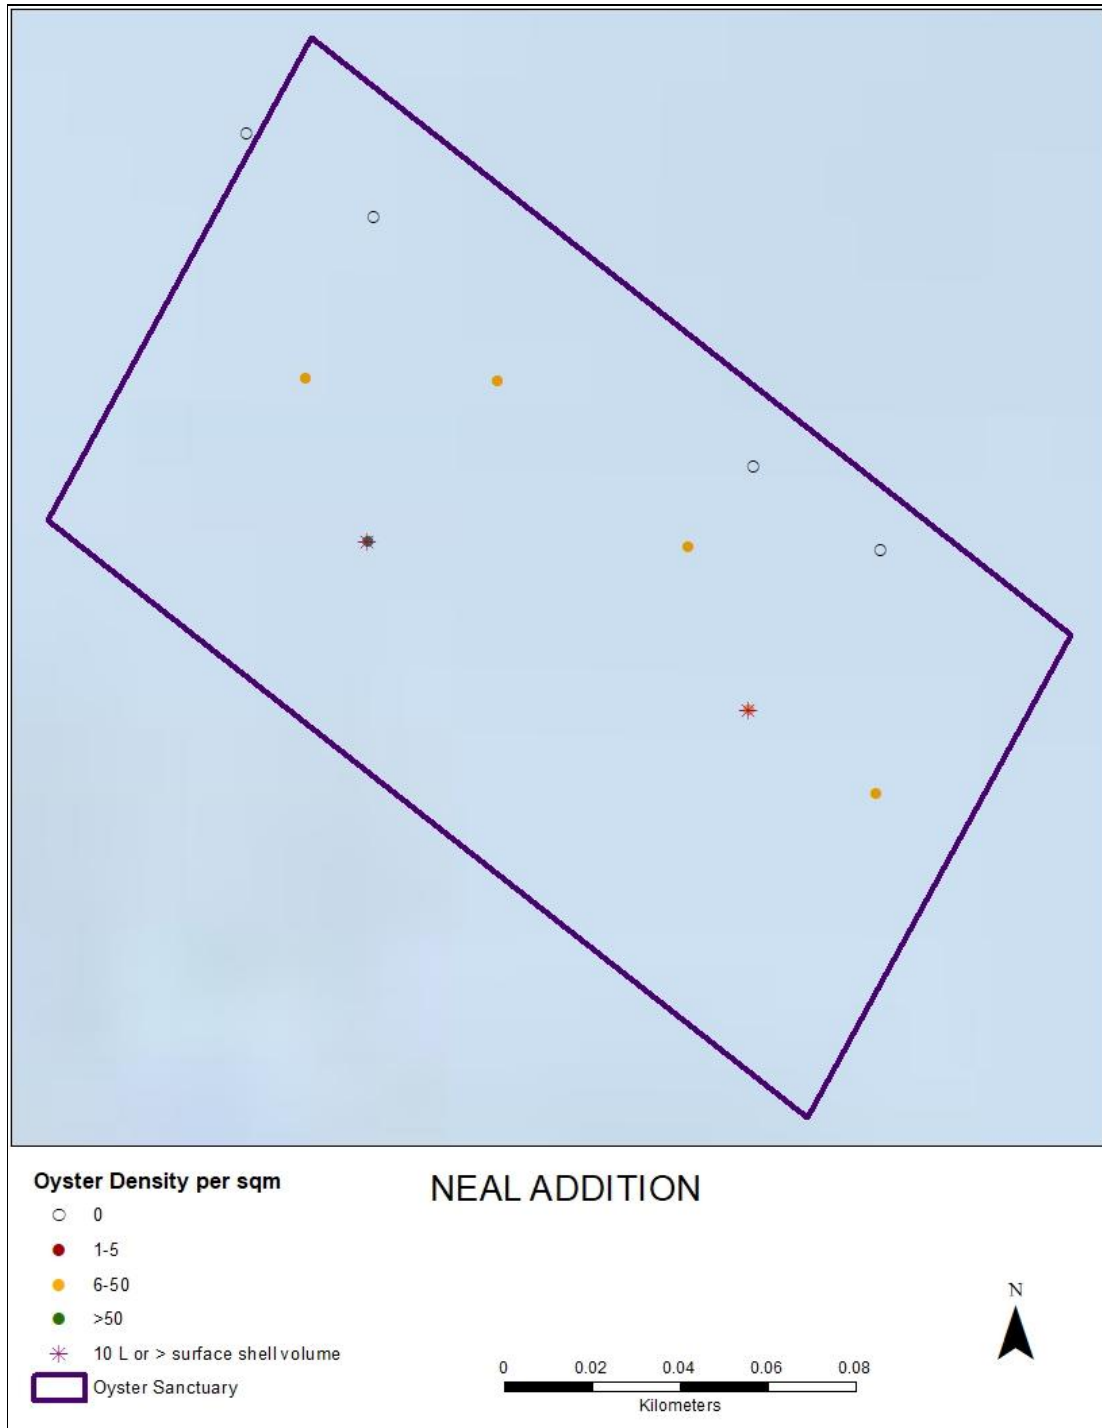 Oyster Density per sqm
0
1-5
6-50
>50
10 L or > surface shell volume
Oyster Sanctuary
NEAL ADDITION
0 0.02 0.04 0.06 0.08
Kilometers
N